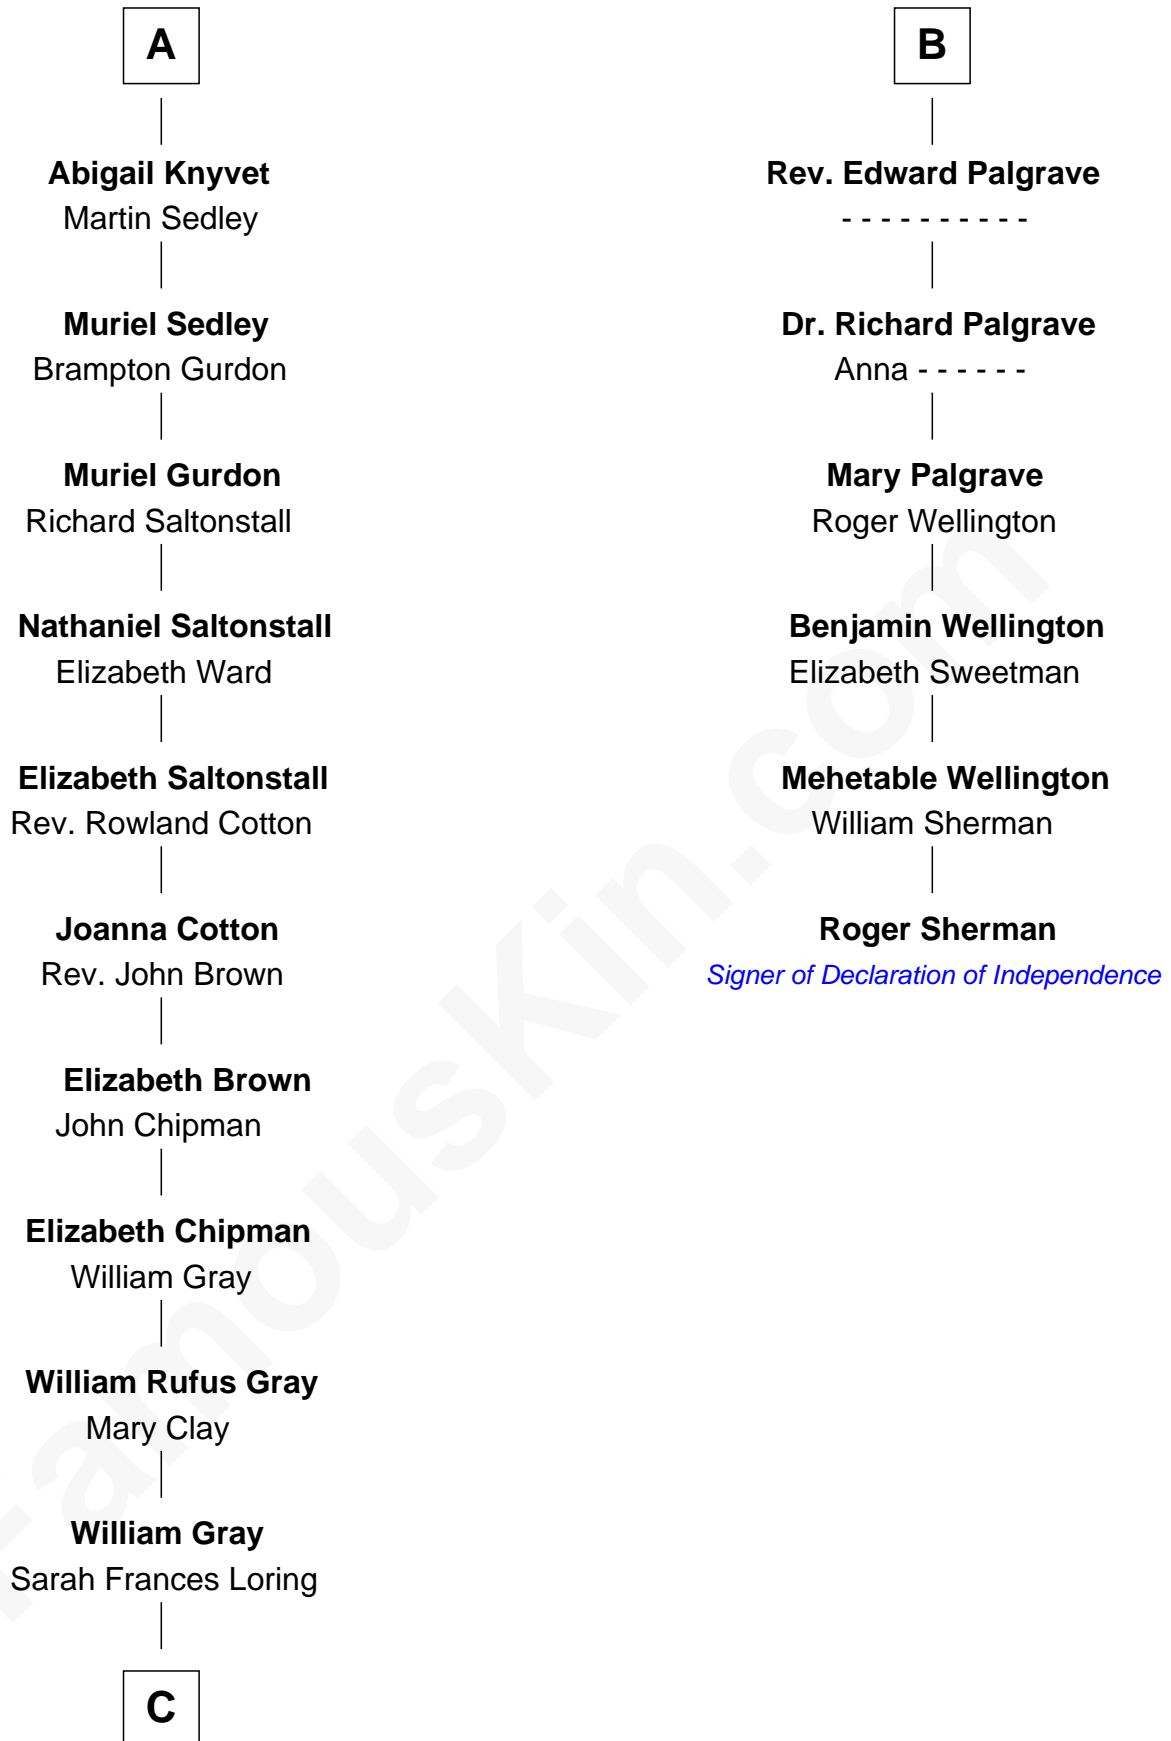 A
Abigail Knyvet
Martin Sedley
Muriel Sedley
Brampton Gurdon
Muriel Gurdon
Richard Saltonstall
Nathaniel Saltonstall
Elizabeth Ward
Elizabeth Saltonstall
Rev. Rowland Cotton
Joanna Cotton
Rev. John Brown
Elizabeth Brown
John Chipman
Elizabeth Chipman
William Gray
William Rufus Gray
Mary Clay
William Gray
Sarah Frances Loring
C
B
Rev. Edward Palgrave
- - - - - - - - - -
Dr. Richard Palgrave
Anna - - - - - -
Mary Palgrave
Roger Wellington
Benjamin Wellington
Elizabeth Sweetman
Mehetable Wellington
William Sherman
Roger Sherman
Signer of Declaration of Independence
FamousKin.com